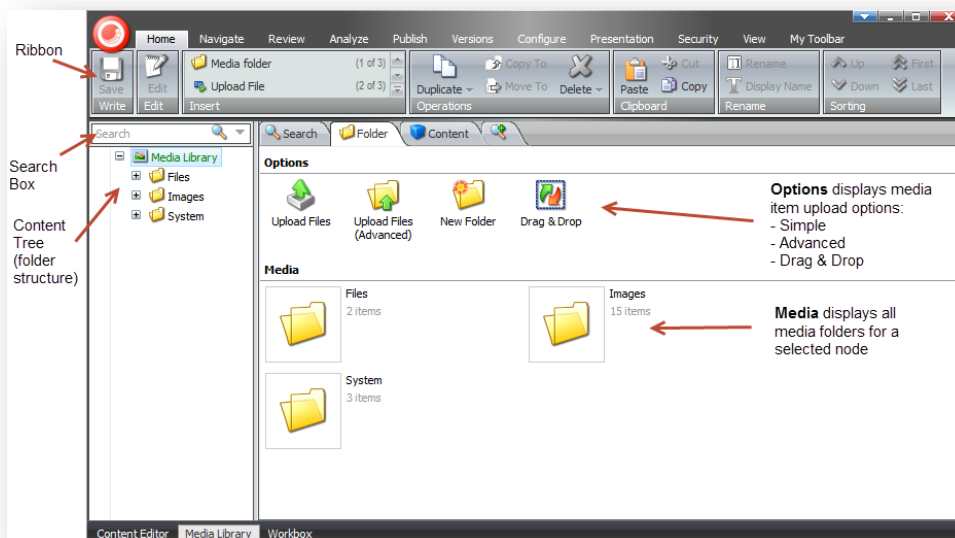 Ribbon
Home Navigate Review Analyze Publish Versions Configure Presentation Security View My Toolbar
Save
Write
Edit
Edit
Media folder (1 of 3)
Upload File (2 of 3)
Insert
Duplicate
Copy To
Move To
Delete
Operations
Paste
Cut
Copy
Clipboard
Rename
Display Name
Rename
Up
Down
First
Last
Sorting
Search
Box
Search
Content
Tree
(folder
structure)
Media Library
Files
Images
System
Search Folder Content
Options
Upload Files
Upload Files
(Advanced)
New Folder
Drag & Drop
Options displays media
item upload options:
- Simple
- Advanced
- Drag & Drop
Media
Files
2 items
Images
15 items
System
3 items
Media displays all
media folders for a
selected node
Content Editor Media Library Workbox